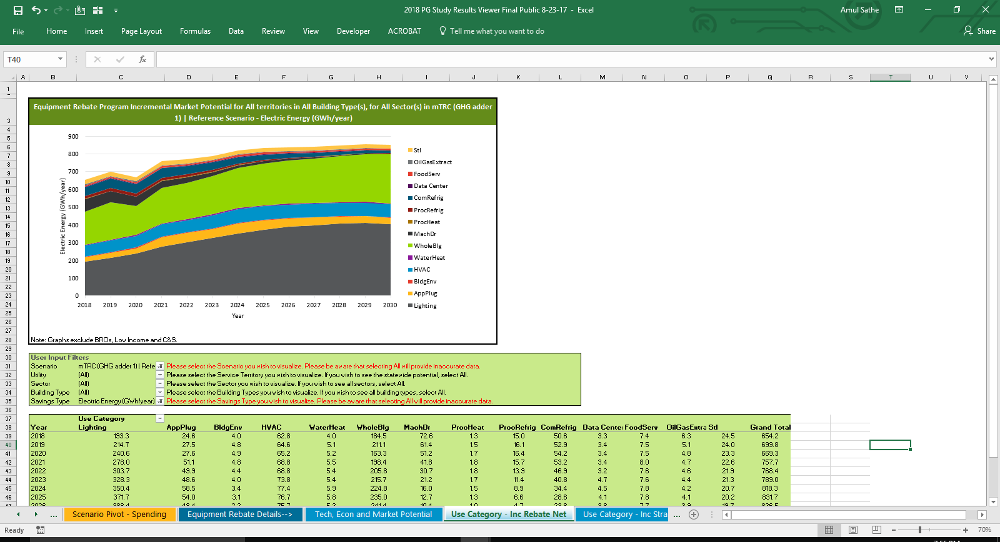 2018 PG Study Results Viewer Final Public 8-23-17 - Excel
Amul Sathe
File Home Insert Page Layout Formulas Data Review View Developer ACROBAT Tell me what you want to do Share
T40 fx
A B C D E F G H I J K L M N O P Q R S T U V
Equipment Rebate Program Incremental Market Potential for All territories in All Building Type(s), for All Sector(s) in mTRC (GHG adder
1) | Reference Scenario - Electric Energy (GWh/year)
900
800
700
600
500
400
300
200
100
0
Electric Energy (GWh/year)
2018 2019 2020 2021 2022 2023 2024 2025 2026 2027 2028 2029 2030
Year
Stl
OilGasExtract
FoodServ
Data Center
ComRefrig
ProcRefrig
ProcHeat
MachDr
WholeBlg
WaterHeat
HVAC
BldgEnv
AppPlug
Lighting
Note: Graphs exclude BROs, Low Income and C&S.
User Input Filters
Scenario mTRC (GHG adder 1) | Refe Please select the Scenario you wish to visualize. Please be aware that selecting All will provide inaccurate data.
Utility (All) Please select the Service Territory you wish to visualize. If you wish to see the statewide potential, select All.
Sector (All) Please select the Sector you wish to visualize. If you wish to see all sectors, select All.
Building Type (All) Please select the Building Types you wish to visualize. If you wish to see all building types, select All.
Savings Type Electric Energy (GWh/year) Please select the Savings Type you wish to visualize. Please be aware that selecting All will provide inaccurate data.
Use Category
Year Lighting AppPlug BldgEnv HVAC WaterHeat WholeBlg MachDr ProcHeat ProcRefrig ComRefrig Data Center FoodServ OilGasExtra Stl Grand Total
2018 193.3 24.6 4.0 62.8 4.0 184.5 72.6 1.3 15.0 50.6 3.3 7.4 6.3 24.5 654.2
2019 214.7 27.5 4.8 64.6 5.1 211.1 61.4 1.5 16.1 52.9 3.4 7.5 5.1 24.0 699.8
2020 240.6 27.6 4.9 65.2 5.2 163.3 51.2 1.7 16.4 54.2 3.4 7.5 4.8 23.3 669.3
2021 278.0 51.1 4.8 68.8 5.5 198.4 41.8 1.8 15.7 53.2 3.4 8.0 4.7 22.6 757.7
2022 303.7 49.9 4.4 68.8 5.4 205.8 30.7 1.8 13.9 46.9 3.2 7.6 4.6 21.9 768.4
2023 328.3 48.6 4.0 73.8 5.4 215.7 21.2 1.7 11.4 40.8 4.7 7.6 4.4 21.3 789.0
2024 350.4 58.5 3.4 77.4 5.9 224.8 16.0 1.5 8.9 34.4 4.5 7.8 4.2 20.7 818.3
2025 371.7 54.0 3.1 76.7 5.8 235.0 12.7 1.3 6.6 28.6 4.1 7.8 4.1 20.2 831.7
... Scenario Pivot - Spending Equipment Rebate Details--> Tech, Econ and Market Potential Use Category - Inc Rebate Net Use Category - Inc Stra ...
Ready 70%